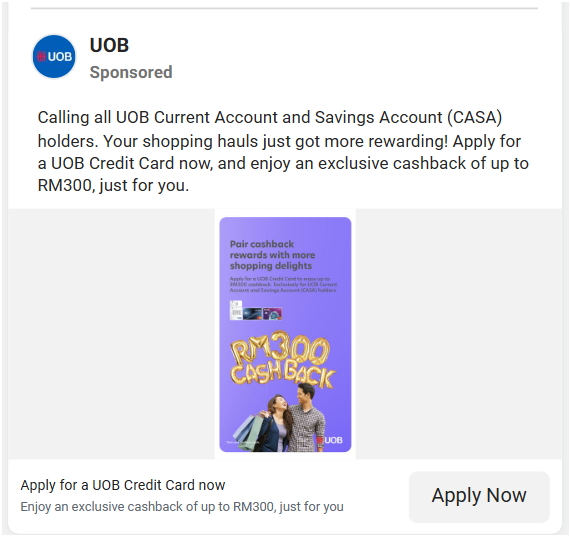 UOB
UOB
Sponsored
Calling all UOB Current Account and Savings Account (CASA)
holders. Your shopping hauls just got more rewarding! Apply for
a UOB Credit Card now, and enjoy an exclusive cashback of up to
RM300, just for you.
Pair cashback
rewards with more
shopping delights
Apply for a UOB Credit Card to enjoy up to
RM300 cashback. Exclusively for UOB Current
Account and Savings Account (CASA) holders.
RM300
CASHBACK
UOB
Apply for a UOB Credit Card now
Enjoy an exclusive cashback of up to RM300, just for you
Apply Now